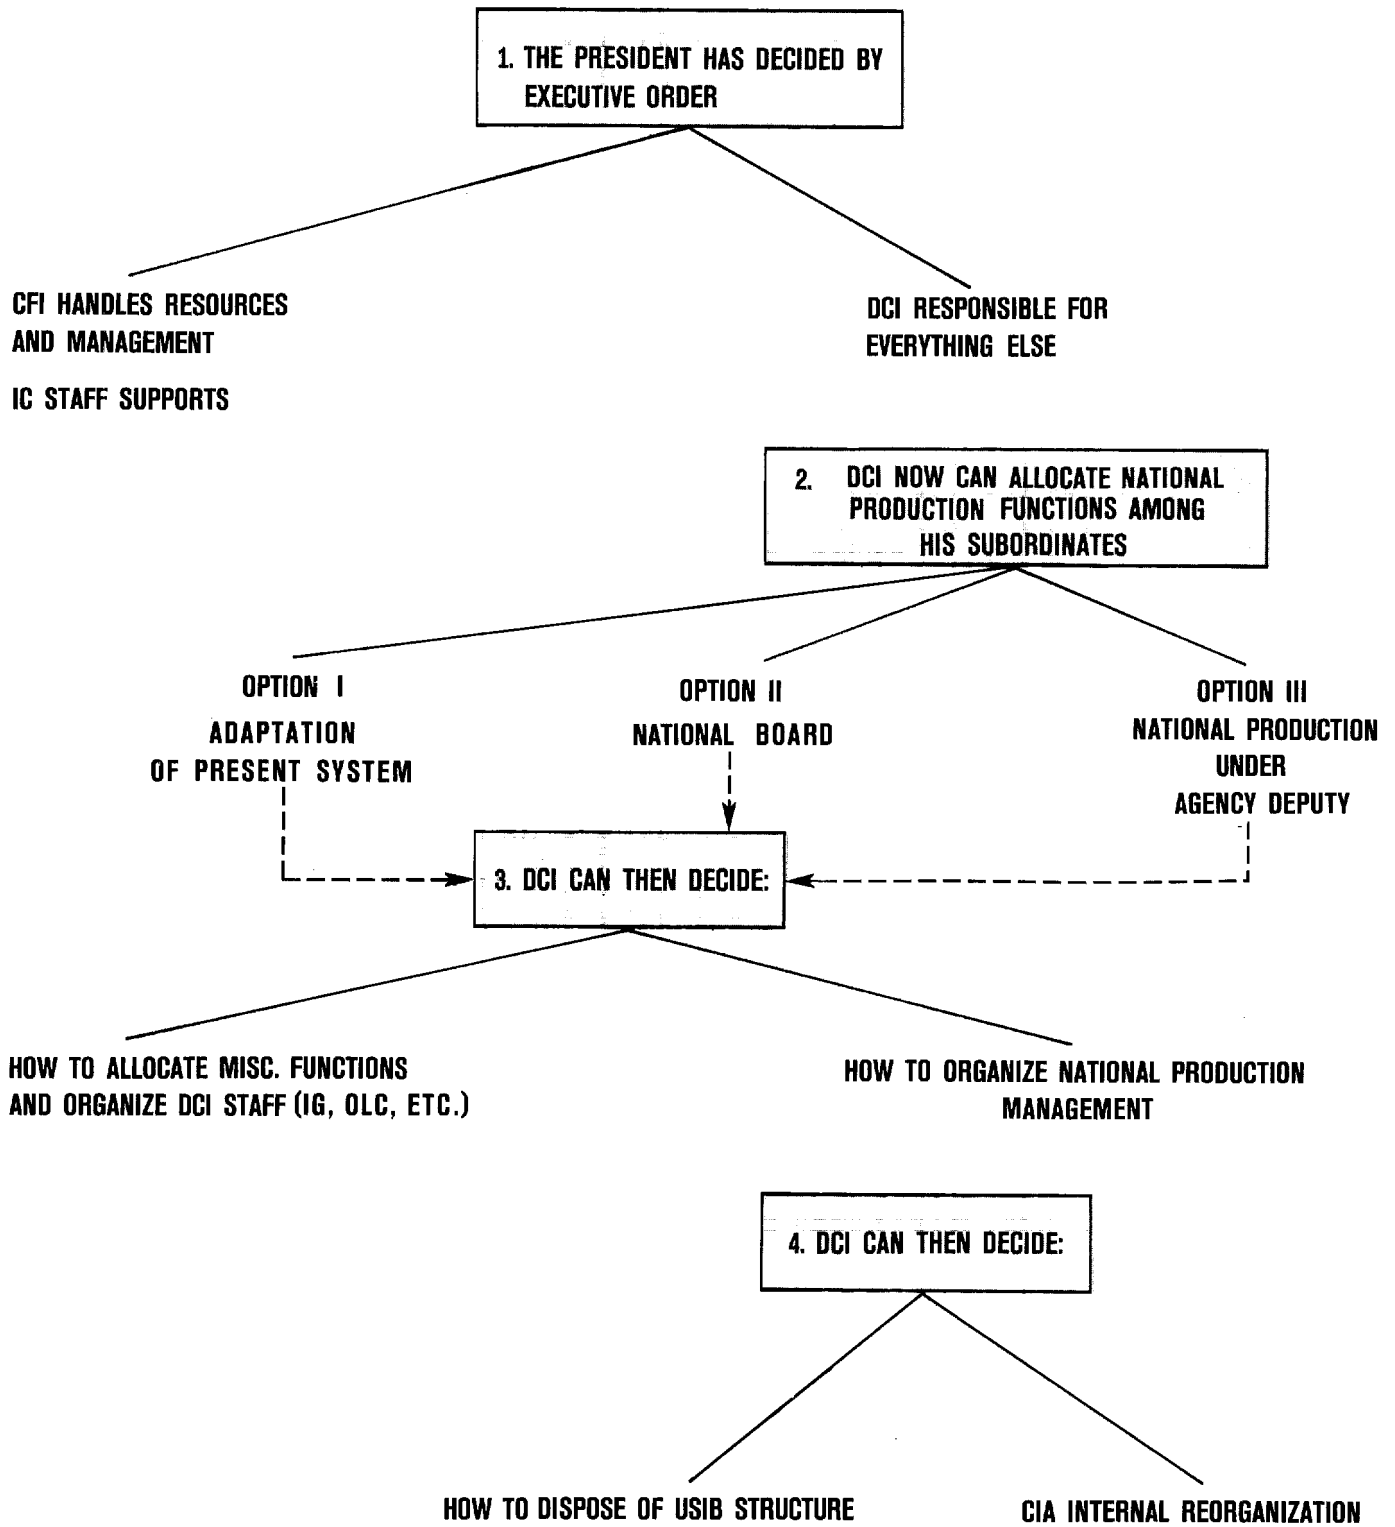 1. THE PRESIDENT HAS DECIDED BY
EXECUTIVE ORDER
CFI HANDLES RESOURCES
AND MANAGEMENT
IC STAFF SUPPORTS
DCI RESPONSIBLE FOR
EVERYTHING ELSE
2. DCI NOW CAN ALLOCATE NATIONAL
PRODUCTION FUNCTIONS AMONG
HIS SUBORDINATES
OPTION I
ADAPTATION
OF PRESENT SYSTEM
OPTION II
NATIONAL BOARD
OPTION III
NATIONAL PRODUCTION
UNDER
AGENCY DEPUTY
3. DCI CAN THEN DECIDE:
HOW TO ALLOCATE MISC. FUNCTIONS
AND ORGANIZE DCI STAFF (IG, OLC, ETC.)
HOW TO ORGANIZE NATIONAL PRODUCTION
MANAGEMENT
4. DCI CAN THEN DECIDE:
HOW TO DISPOSE OF USIB STRUCTURE
CIA INTERNAL REORGANIZATION